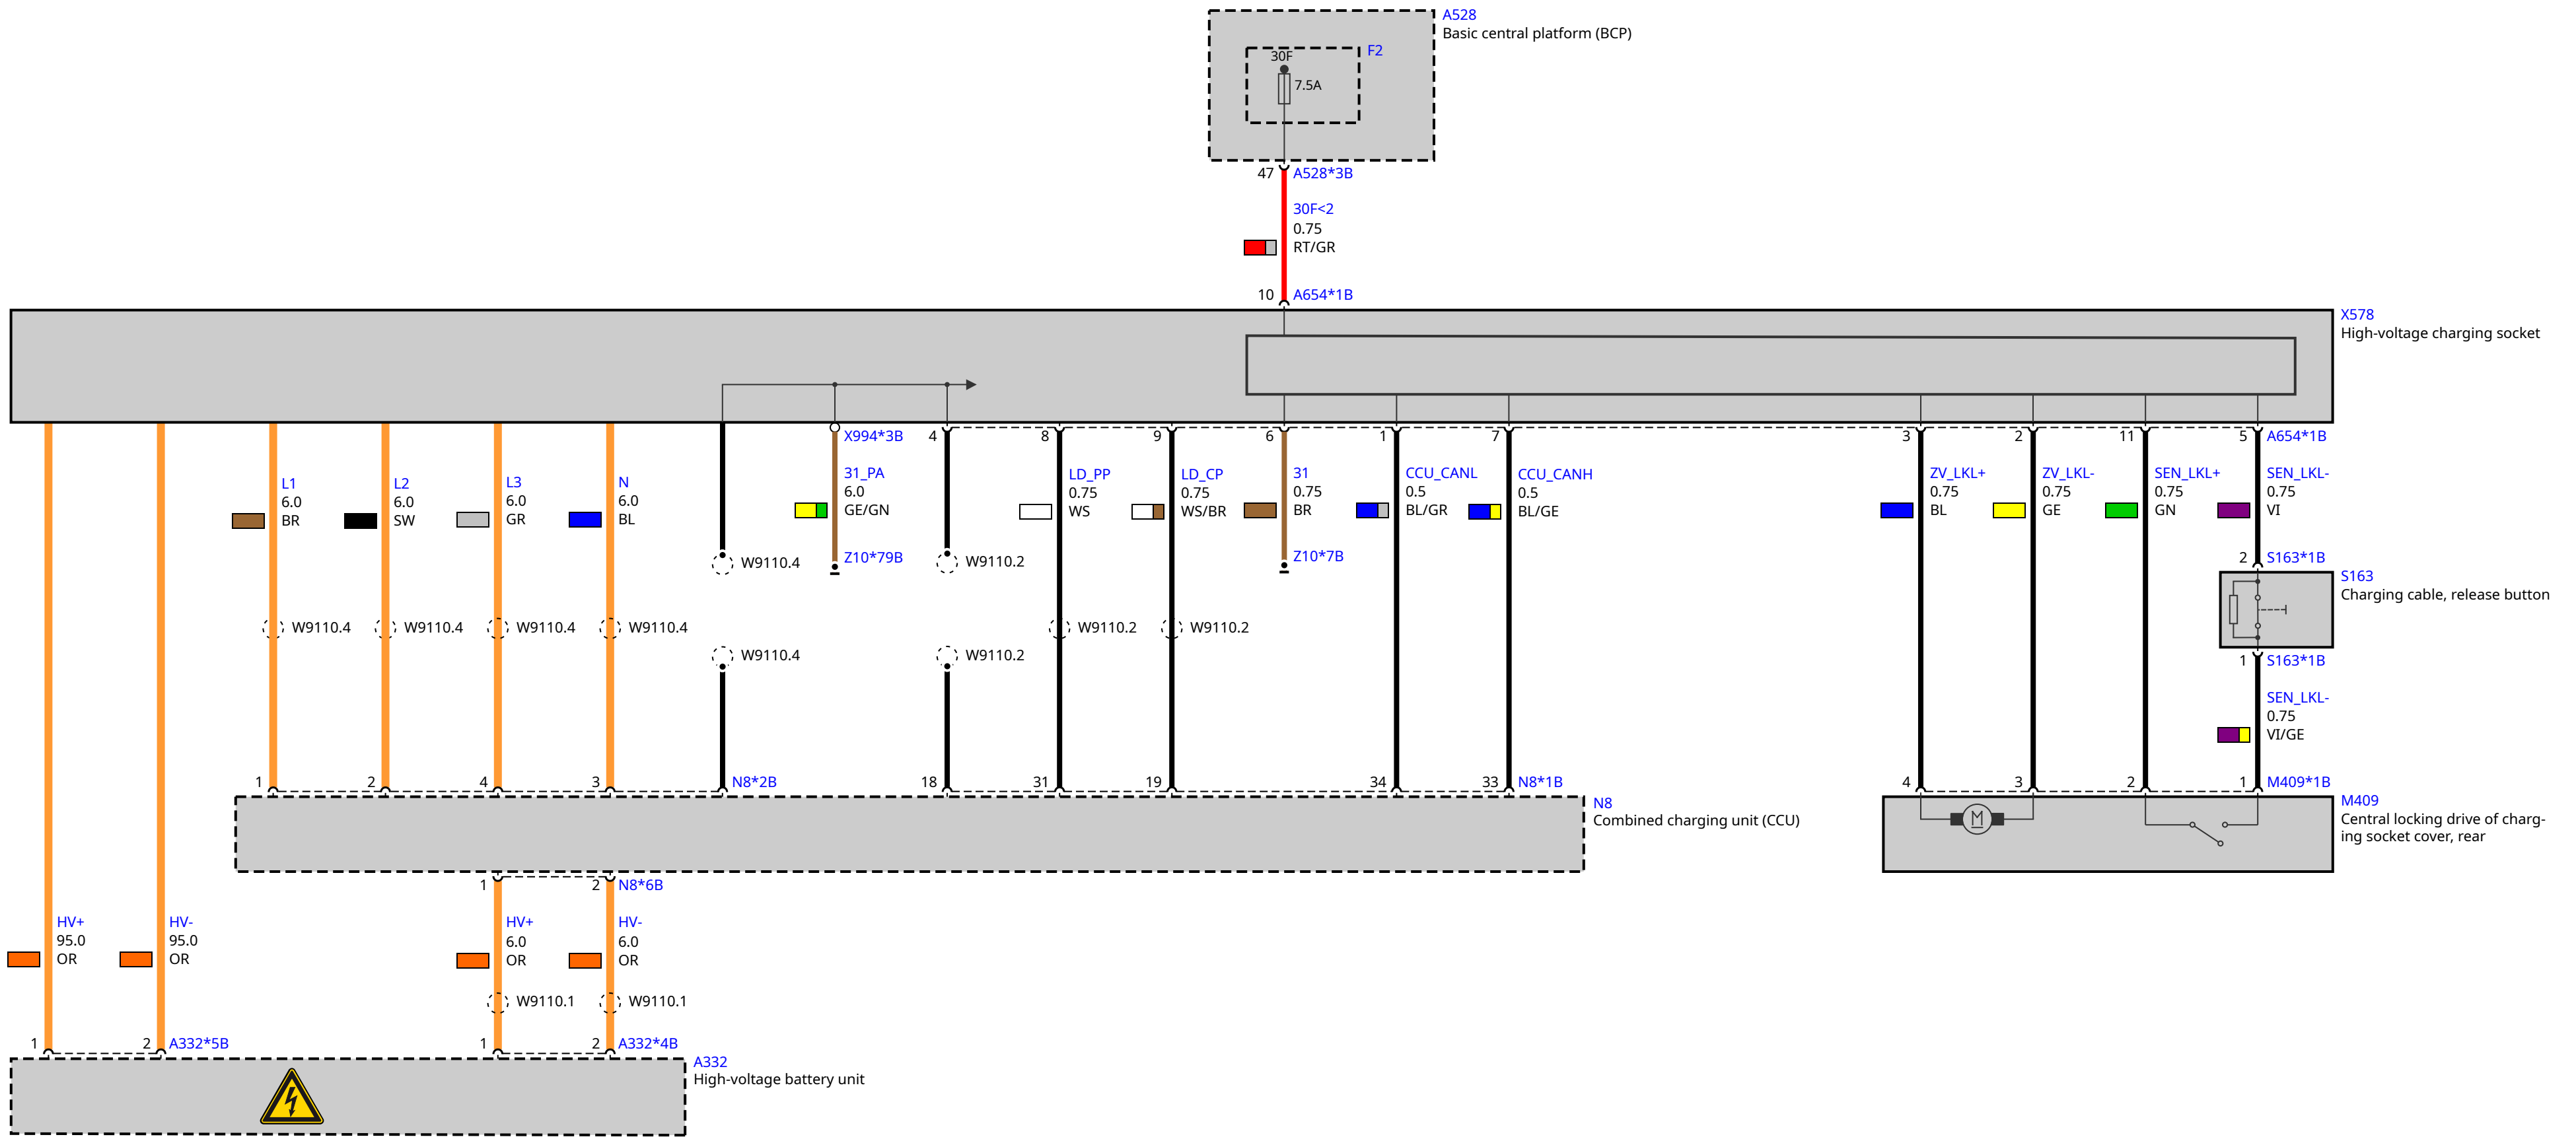 A528
Basic central platform (BCP)
F2
30F
7.5A
47
A528*3B
30F<2
0.75
RT/GR
10
A654*1B
X578
High-voltage charging socket
X994*3B
4
8
9
6
1
7
3
2
11
5
A654*1B
L1
6.0
BR
L2
6.0
SW
L3
6.0
GR
N
6.0
BL
31_PA
6.0
GE/GN
LD_PP
0.75
WS
LD_CP
0.75
WS/BR
31
0.75
BR
CCU_CANL
0.5
BL/GR
CCU_CANH
0.5
BL/GE
ZV_LKL+
0.75
BL
ZV_LKL-
0.75
GE
SEN_LKL+
0.75
GN
SEN_LKL-
0.75
VI
W9110.4
Z10*79B
W9110.2
Z10*7B
2
S163*1B
S163
Charging cable, release button
W9110.4
W9110.4
W9110.4
W9110.4
W9110.4
W9110.2
W9110.2
W9110.2
1
S163*1B
SEN_LKL-
0.75
VI/GE
1
2
4
3
N8*2B
18
31
19
34
33
N8*1B
4
3
2
1
M409*1B
N8
Combined charging unit (CCU)
M
M409
Central locking drive of charg-
ing socket cover, rear
1
2
N8*6B
HV+
95.0
OR
HV-
95.0
OR
HV+
6.0
OR
HV-
6.0
OR
W9110.1
W9110.1
1
2
A332*5B
1
2
A332*4B
A332
High-voltage battery unit